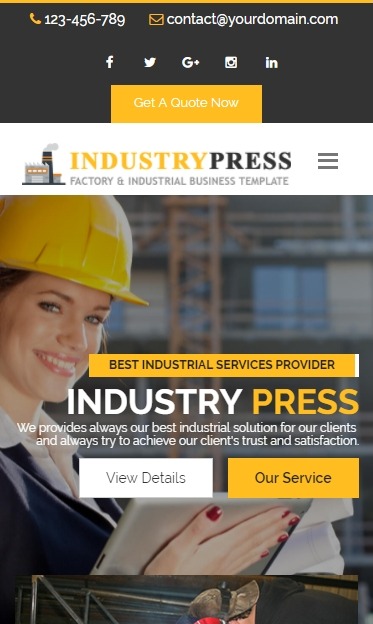 123-456-789 contact@yourdomain.com
Get A Quote Now
INDUSTRYPRESS
FACTORY & INDUSTRIAL BUSINESS TEMPLATE
BEST INDUSTRIAL SERVICES PROVIDER
INDUSTRY PRESS
We provides always our best industrial solution for our clients
and always try to achieve our client's trust and satisfaction.
View Details Our Service